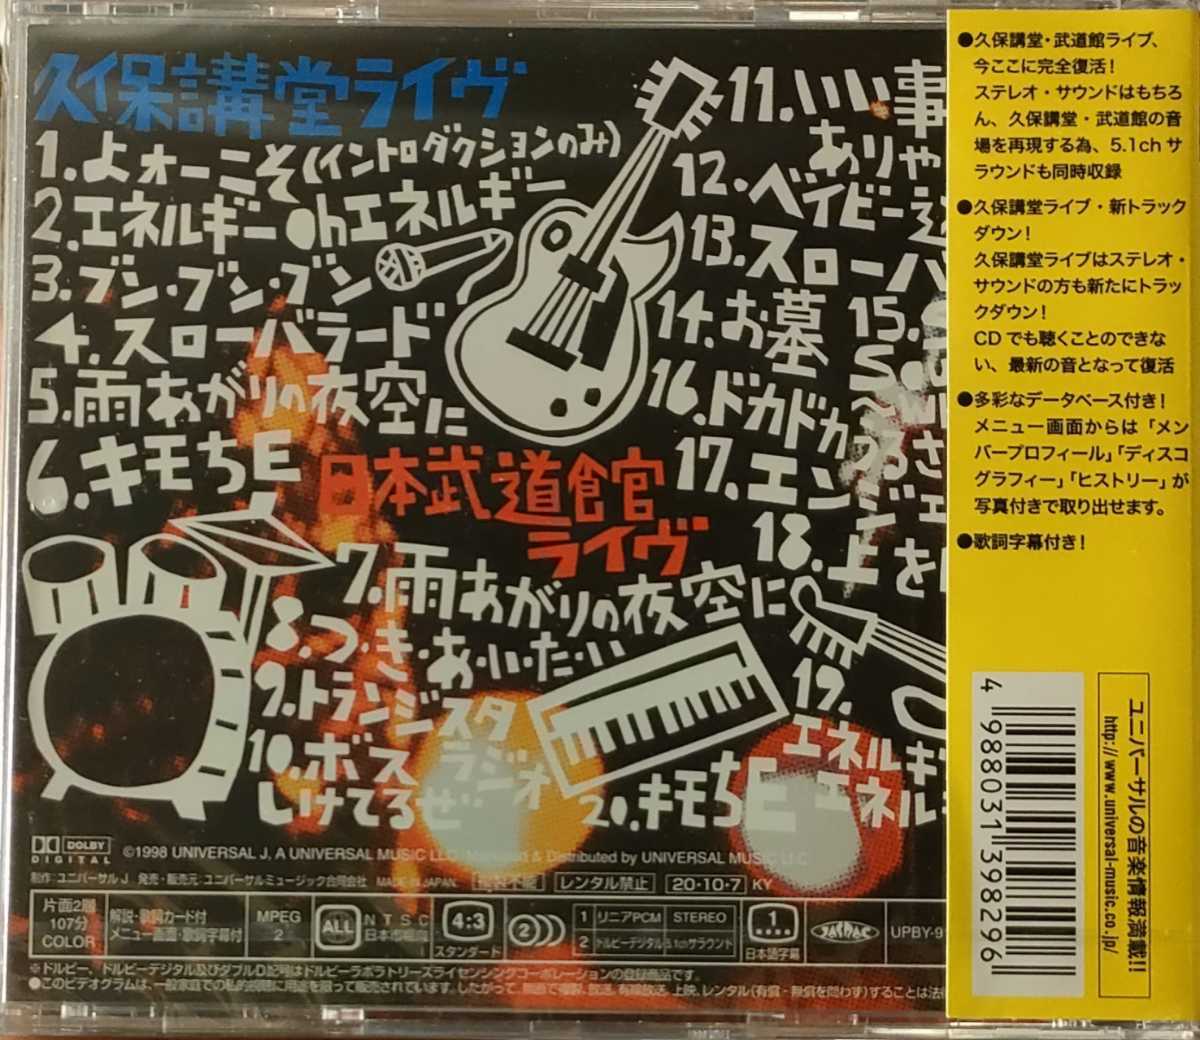 久保講堂ライヴ
1.よォーこそ(イントロダクションのみ)
2.エネルギーohエネルギー
3.ブン・ブン・ブン
4.スローバラード
5.雨あがりの夜空に
6.キモちE
日本武道館
ライヴ
7.雨あがりの夜空に
8.つ・き・あ・い・た・い
9.トランジスタ
ラジオ
10.ボス
しけてるぜ
11.いい事
ありゃ
12.ベイビー
13.スローバ
14.お墓
15.
16.ドカドカ
うるさ
17.エンジェ
18.上を
19.
エネルギ
エネル
20.キモちE
DOLBY
DIGITAL
©1998 UNIVERSAL J, A UNIVERSAL MUSIC LLC. Marketed & Distributed by UNIVERSAL MUSIC LLC
制作:ユニバーサル J 発売・販売元:ユニバーサルミュージック合同会社 MADE IN JAPAN. 複製不能 レンタル禁止 20・10・7 KY
片面2層
107分
COLOR
解説・歌詞カード付
メニュー画面・歌詞字幕付
MPEG
2
ALL
NTSC
日本市場向
4:3
スタンダード
2
1 リニアPCM STEREO
2 ドルビーデジタル 5.1chサラウンド
1
日本語字幕
JASRAC
UPBY-9
※ドルビー、ドルビーデジタル及びダブルD記号はドルビーラボラトリーズライセンシングコーポレーションの登録商品です。
●このビデオグラムは、一般家庭での私的視聴に用途を限って販売されています。したがって、無断で複製、放送、有線放送、上映、レンタル(有償・無償を問わず)することは法
●久保講堂・武道館ライブ、
今ここに完全復活!
ステレオ・サウンドはもちろ
ん、久保講堂・武道館の音
場を再現する為、5.1chサ
ラウンドも同時収録
●久保講堂ライブ・新トラック
ダウン!
久保講堂ライブはステレオ・
サウンドの方も新たにトラッ
クダウン!
CDでも聴くことのできな
い、最新の音となって復活
●多彩なデータベース付き!
メニュー画面からは「メン
バープロフィール」「ディスコ
グラフィー」「ヒストリー」が
写真付きで取り出せます。
●歌詞字幕付き!
4 988031 398296
ユニバーサルの音楽情報満載!!
http://www.universal-music.co.jp/